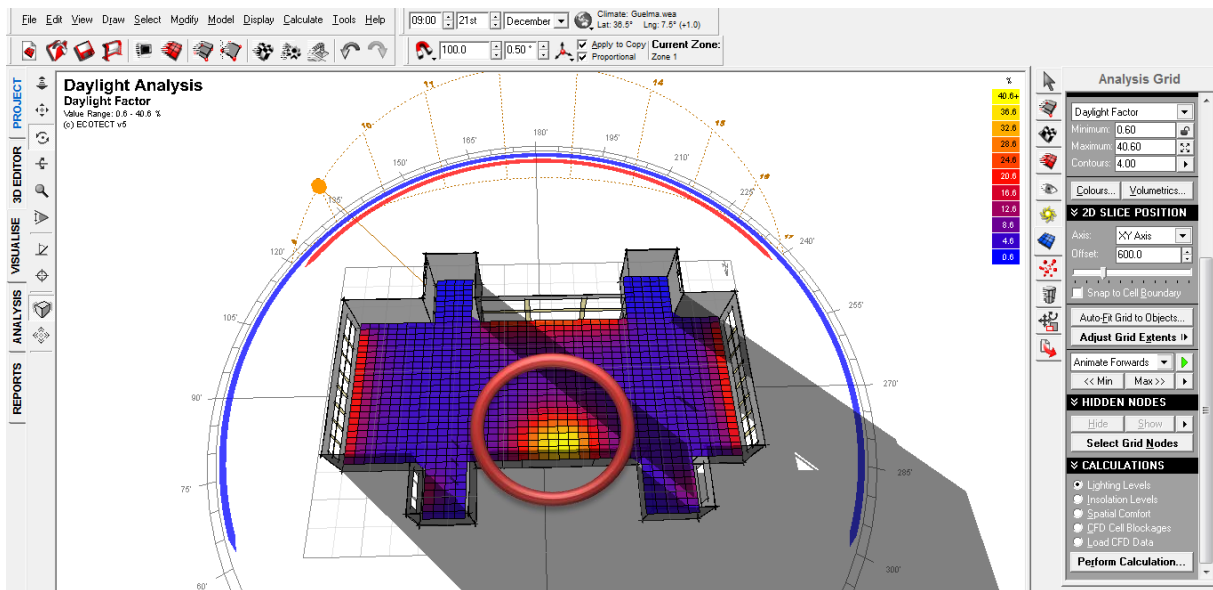 File Edit View Draw Select Modify Model Display Calculate Tools Help
09:00 21st December Climate: Guelma.wea
Lat: 36.5° Lng: 7.5° (+1.0)
100.0 0.50 ° Apply to Copy Current Zone:
Proportional Zone 1
PROJECT
3D EDITOR
VISUALISE
ANALYSIS
REPORTS
Daylight Analysis
Daylight Factor
Value Range: 0.6 - 40.6 %
(c) ECOTECT v5
9
10
11
14
15
16
17
60°
75°
90°
105°
120°
135°
150°
165°
180°
195°
210°
225°
240°
255°
270°
285°
300°
%
40.6+
36.6
32.6
28.6
24.6
20.6
16.6
12.6
8.6
4.6
0.6
Analysis Grid
Daylight Factor
Minimum: 0.60
Maximum: 40.60
Contours: 4.00
Colours... Volumetrics...
2D SLICE POSITION
Axis: XY Axis
Offset: 600.0
Snap to Cell Boundary
Auto-Fit Grid to Objects...
Adjust Grid Extents
Animate Forwards
<< Min Max >>
HIDDEN NODES
Hide Show
Select Grid Nodes
CALCULATIONS
Lighting Levels
Insolation Levels
Spatial Comfort
CFD Cell Blockages
Load CFD Data
Perform Calculation...